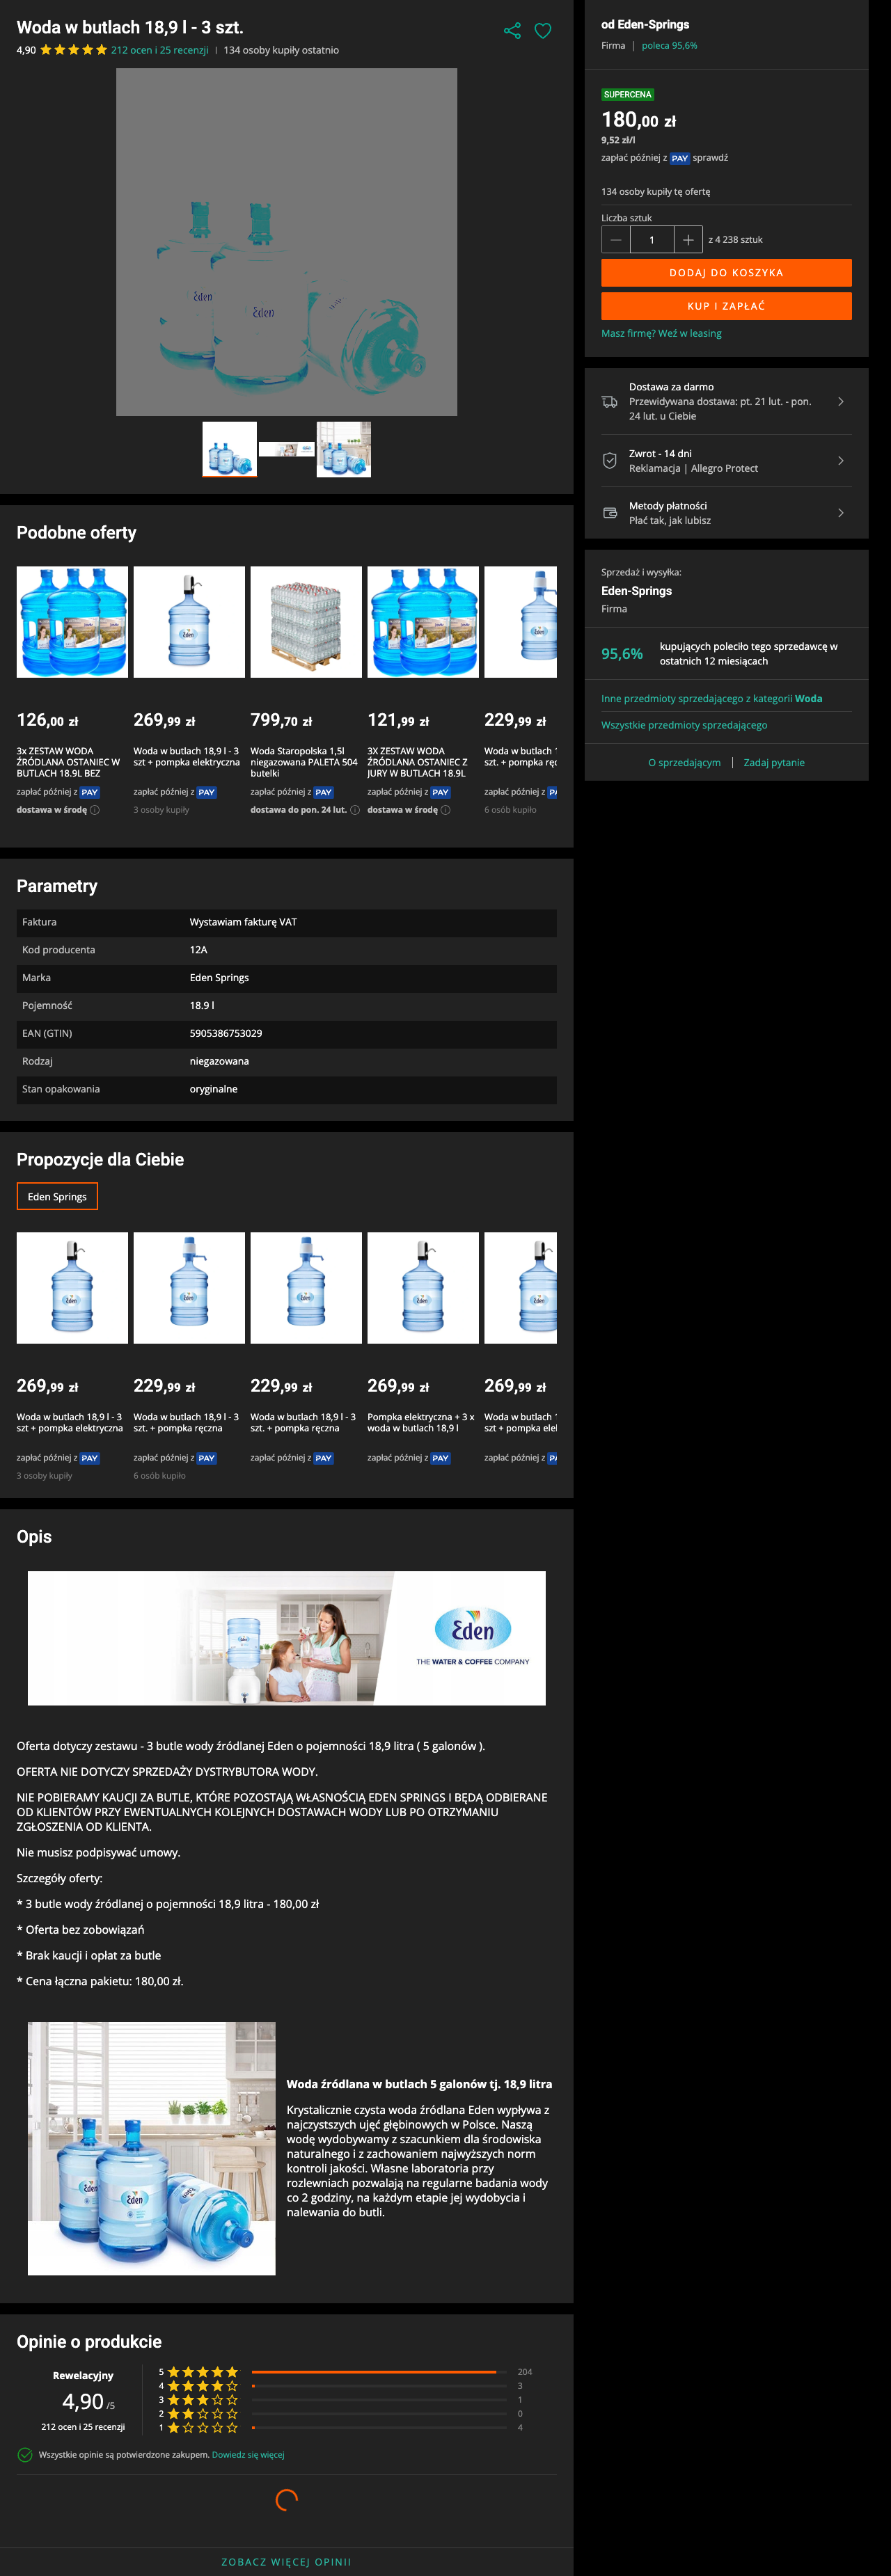 Woda w butlach 18,9 l - 3 szt.
4,90 212 ocen i 25 recenzji | 134 osoby kupiły ostatnio
Eden
Eden
od Eden-Springs
Firma | poleca 95,6%
SUPERCENA
180,00 zł
9,52 zł/l
zapłać później z PAY sprawdź
134 osoby kupiły tę ofertę
Liczba sztuk
— 1 + z 4 238 sztuk
DODAJ DO KOSZYKA
KUP I ZAPŁAĆ
Masz firmę? Weź w leasing
Dostawa za darmo
Przewidywana dostawa: pt. 21 lut. - pon.
24 lut. u Ciebie
Zwrot - 14 dni
Reklamacja | Allegro Protect
Metody płatności
Płać tak, jak lubisz
Sprzedaż i wysyłka:
Eden-Springs
Firma
95,6%
kupujących poleciło tego sprzedawcę w
ostatnich 12 miesiącach
Inne przedmioty sprzedającego z kategorii Woda
Wszystkie przedmioty sprzedającego
O sprzedającym | Zadaj pytanie
Podobne oferty
126,00 zł
3x ZESTAW WODA
ŹRÓDLANA OSTANIEC W
BUTLACH 18.9L BEZ
zapłać później z PAY
dostawa w środę
269,99 zł
Woda w butlach 18,9 l - 3
szt + pompka elektryczna
zapłać później z PAY
3 osoby kupiły
799,70 zł
Woda Staropolska 1,5l
niegazowana PALETA 504
butelki
zapłać później z PAY
dostawa do pon. 24 lut.
121,99 zł
3X ZESTAW WODA
ŹRÓDLANA OSTANIEC Z
JURY W BUTLACH 18.9L
zapłać później z PAY
dostawa w środę
229,99 zł
Woda w butlach
szt. + pompka
zapłać później z
6 osób kupiło
Parametry
Faktura Wystawiam fakturę VAT
Kod producenta 12A
Marka Eden Springs
Pojemność 18.9 l
EAN (GTIN) 5905386753029
Rodzaj niegazowana
Stan opakowania oryginalne
Propozycje dla Ciebie
Eden Springs
269,99 zł
Woda w butlach 18,9 l - 3
szt + pompka elektryczna
zapłać później z PAY
3 osoby kupiły
229,99 zł
Woda w butlach 18,9 l - 3
szt. + pompka ręczna
zapłać później z PAY
6 osób kupiło
229,99 zł
Woda w butlach 18,9 l - 3
szt. + pompka ręczna
zapłać później z PAY
269,99 zł
Pompka elektryczna + 3 x
woda w butlach 18,9 l
zapłać później z PAY
269,99 zł
Woda w butlach
szt + pompka
zapłać później z
Opis
Eden
THE WATER & COFFEE COMPANY
Oferta dotyczy zestawu - 3 butle wody źródlanej Eden o pojemności 18,9 litra ( 5 galonów ).
OFERTA NIE DOTYCZY SPRZEDAŻY DYSTRYBUTORA WODY.
NIE POBIERAMY KAUCJI ZA BUTLE, KTÓRE POZOSTAJĄ WŁASNOŚCIĄ EDEN SPRINGS I BĘDĄ ODBIERANE
OD KLIENTÓW PRZY EWENTUALNYCH KOLEJNYCH DOSTAWACH WODY LUB PO OTRZYMANIU
ZGŁOSZENIA OD KLIENTA.
Nie musisz podpisywać umowy.
Szczegóły oferty:
* 3 butle wody źródlanej o pojemności 18,9 litra - 180,00 zł
* Oferta bez zobowiązań
* Brak kaucji i opłat za butle
* Cena łączna pakietu: 180,00 zł.
Eden
Eden
Eden
Woda źródlana w butlach 5 galonów tj. 18,9 litra
Krystalicznie czysta woda źródlana Eden wypływa z
najczystszych ujęć głębinowych w Polsce. Naszą
wodę wydobywamy z szacunkiem dla środowiska
naturalnego i z zachowaniem najwyższych norm
kontroli jakości. Własne laboratoria przy
rozlewniach pozwalają na regularne badania wody
co 2 godziny, na każdym etapie jej wydobycia i
nalewania do butli.
Opinie o produkcie
Rewelacyjny
4,90 /5
212 ocen i 25 recenzji
5 204
4 3
3 1
2 0
1 4
Wszystkie opinie są potwierdzone zakupem. Dowiedz się więcej
ZOBACZ WIĘCEJ OPINII